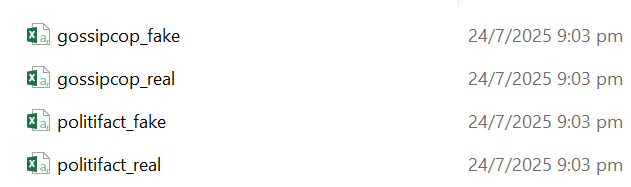 gossipcop_fake 24/7/2025 9:03 pm
gossipcop_real 24/7/2025 9:03 pm
politifact_fake 24/7/2025 9:03 pm
politifact_real 24/7/2025 9:03 pm